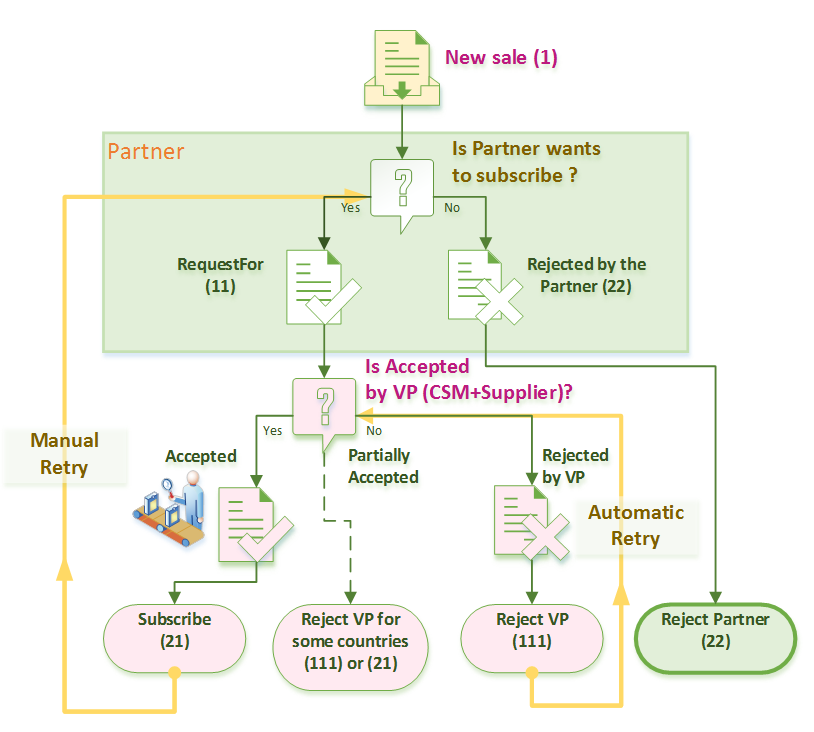 New sale (1)
Partner
Is Partner wants
to subscribe ?
Yes
No
RequestFor
(11)
Rejected by the
Partner (22)
Is Accepted
by VP (CSM+Supplier)?
Yes
No
Manual
Retry
Accepted
Partially
Accepted
Rejected
by VP
Automatic
Retry
Subscribe
(21)
Reject VP for
some countries
(111) or (21)
Reject VP
(111)
Reject Partner
(22)